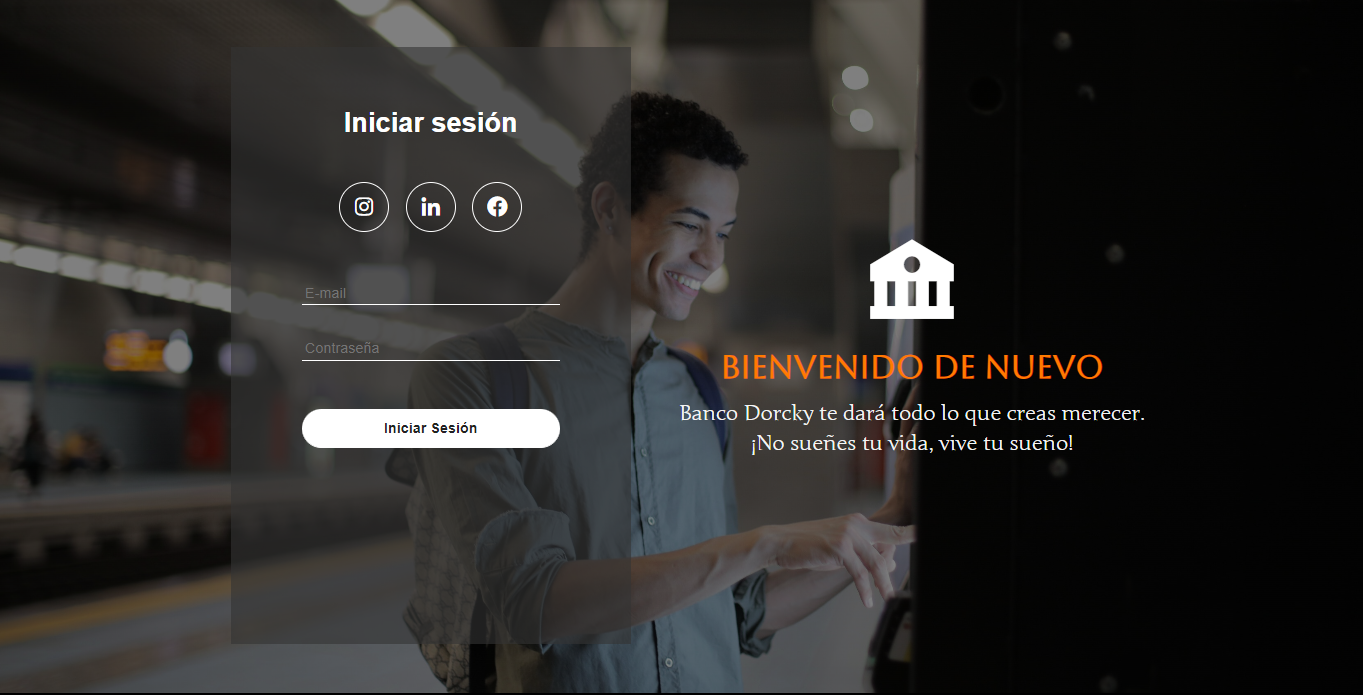 Iniciar sesión
E-mail
Contraseña
Iniciar Sesión
BIENVENIDO DE NUEVO
Banco Dorcky te dará todo lo que creas merecer.
¡No sueñes tu vida, vive tu sueño!